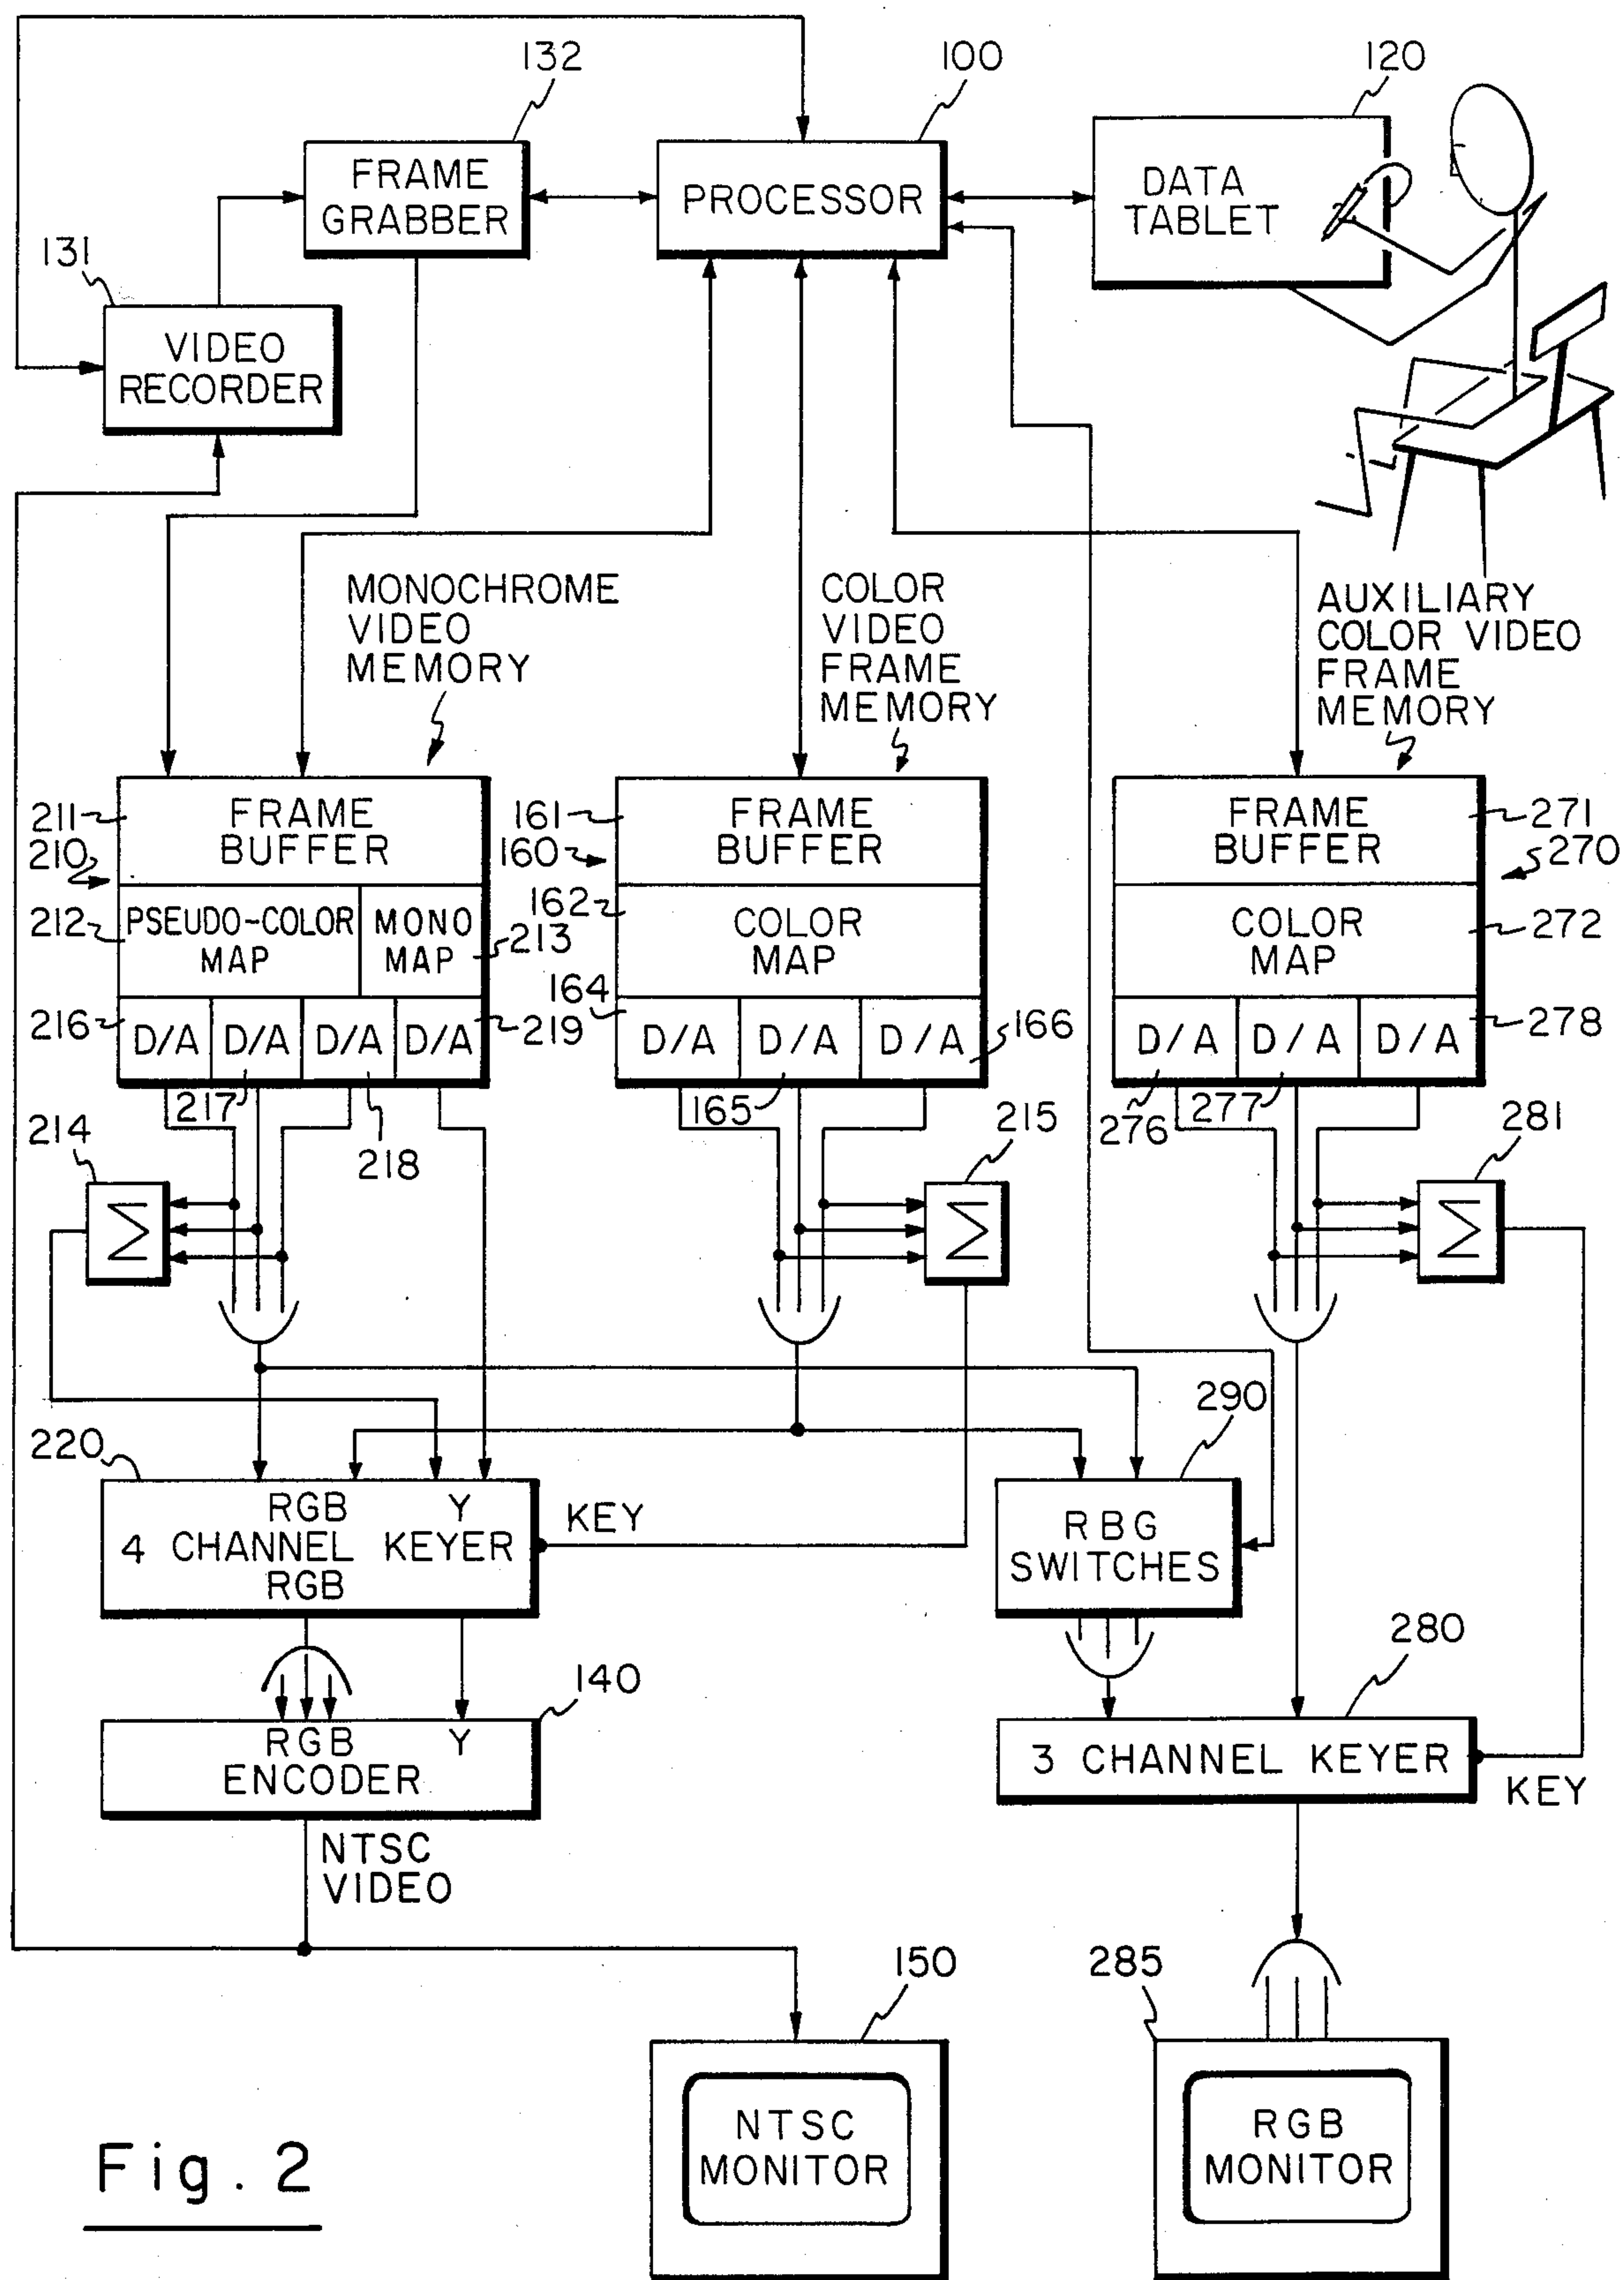 132
100
120
FRAME
GRABBER
PROCESSOR
DATA
TABLET
131
VIDEO
RECORDER
MONOCHROME
VIDEO
MEMORY
COLOR
VIDEO
FRAME
MEMORY
AUXILIARY
COLOR VIDEO
FRAME
MEMORY
211
210
FRAME
BUFFER
161
160
FRAME
BUFFER
FRAME
BUFFER
271
270
212
PSEUDO-COLOR
MAP
MONO
MAP
213
162
COLOR
MAP
COLOR
MAP
272
216
D/A
D/A
D/A
D/A
219
164
D/A
D/A
D/A
166
D/A
D/A
D/A
278
217
218
165
276
277
214
Σ
215
Σ
281
Σ
290
220
RGB Y
4 CHANNEL KEYER
RGB
KEY
RBG
SWITCHES
280
140
RGB Y
ENCODER
3 CHANNEL KEYER
KEY
NTSC
VIDEO
150
285
NTSC
MONITOR
RGB
MONITOR
Fig. 2